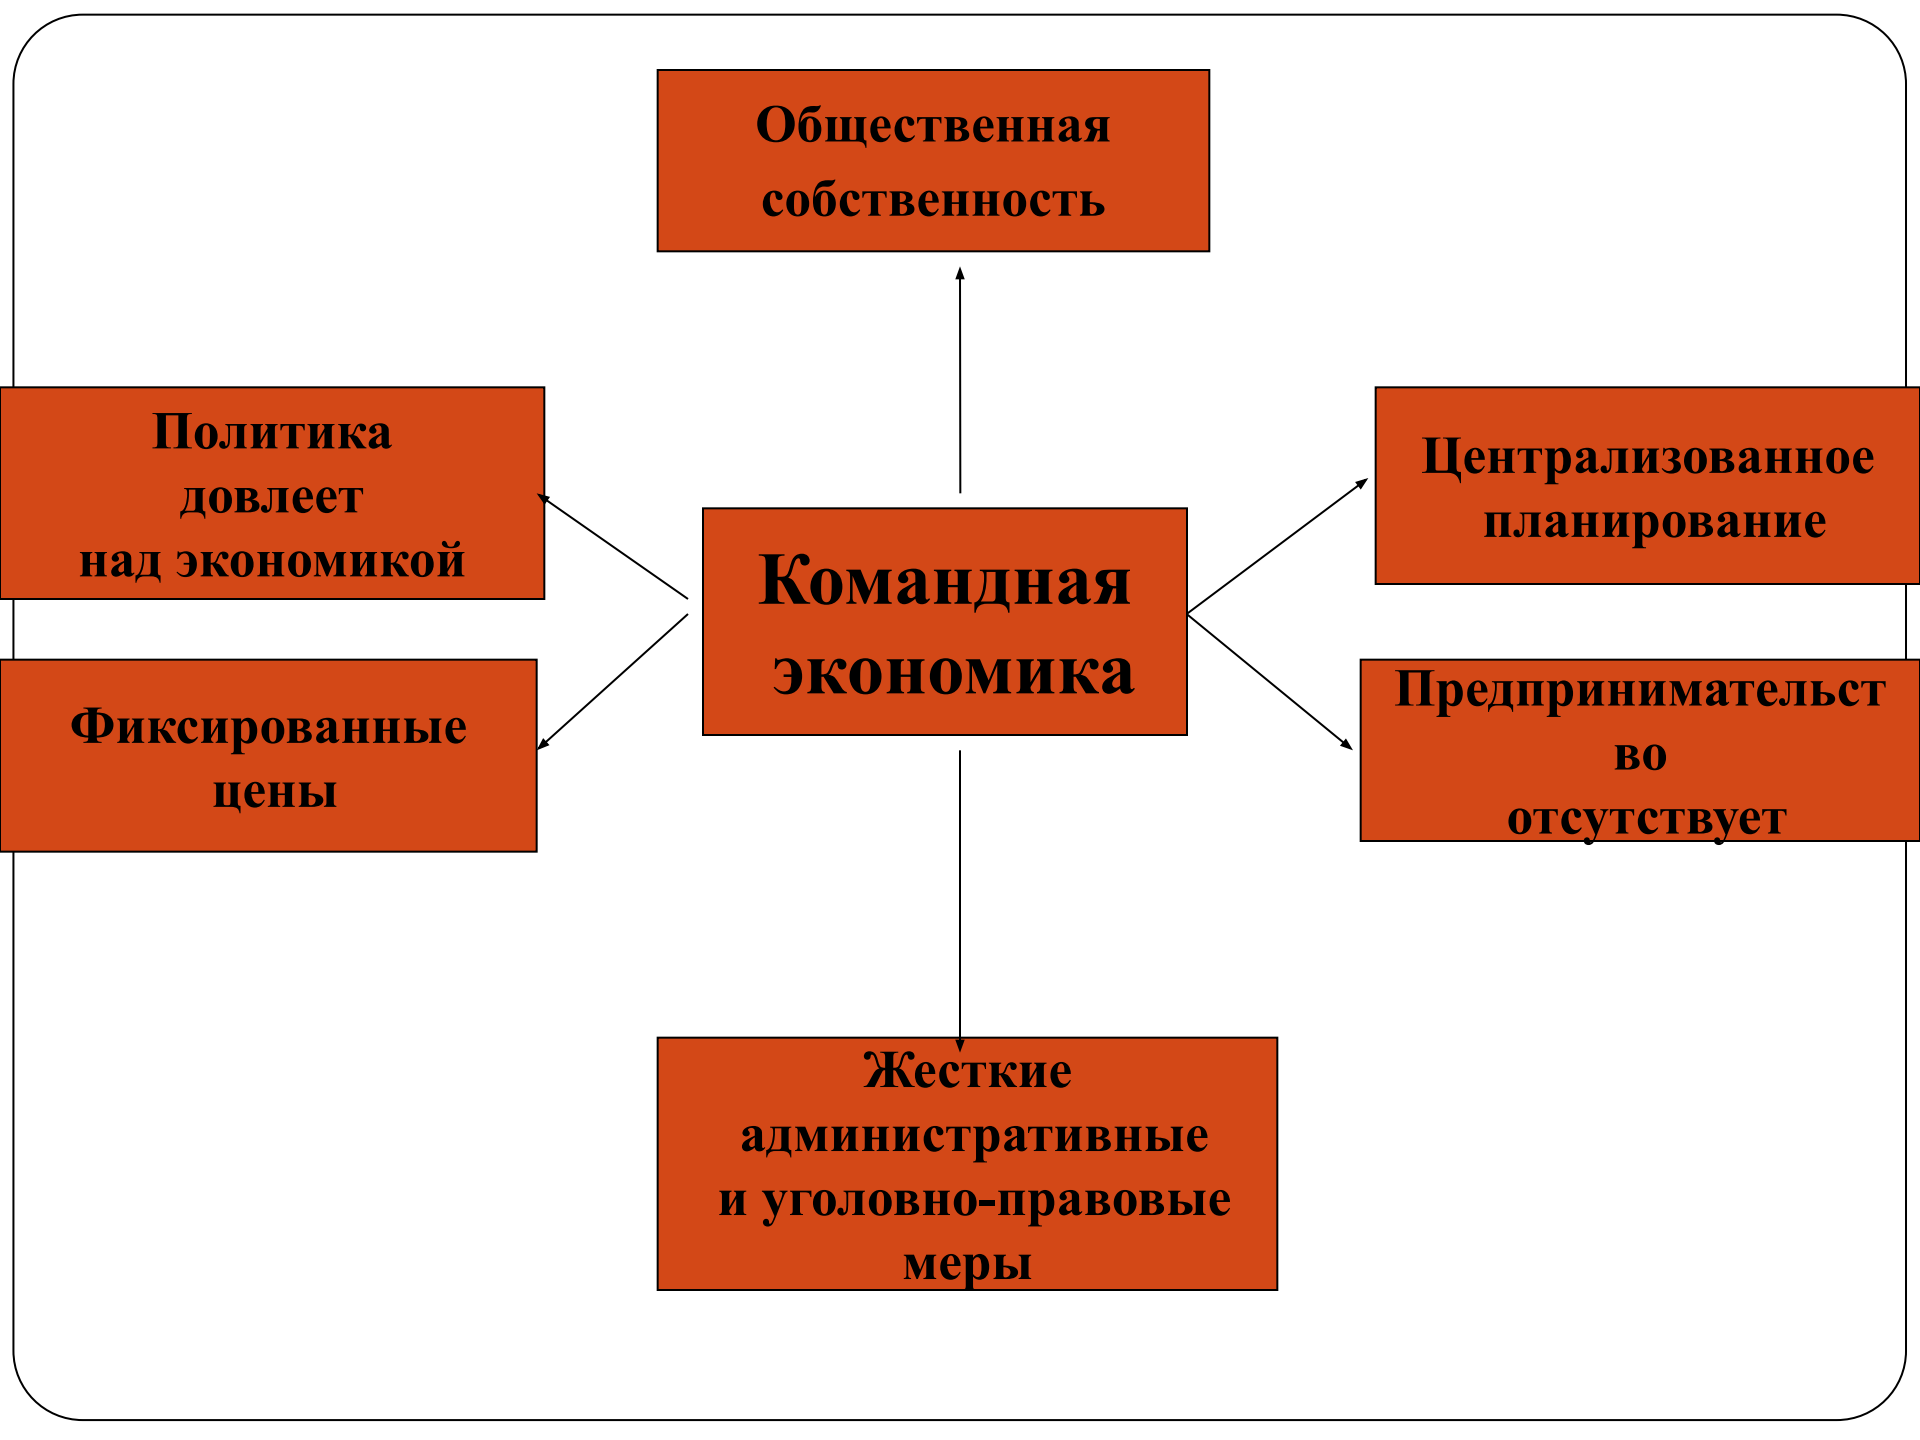 Общественная
собственность
Политика
довлеет
над экономикой
Централизованное
планирование
Командная
экономика
Фиксированные
цены
Предпринимательст
во
отсутствует
Жесткие
административные
и уголовно-правовые
меры